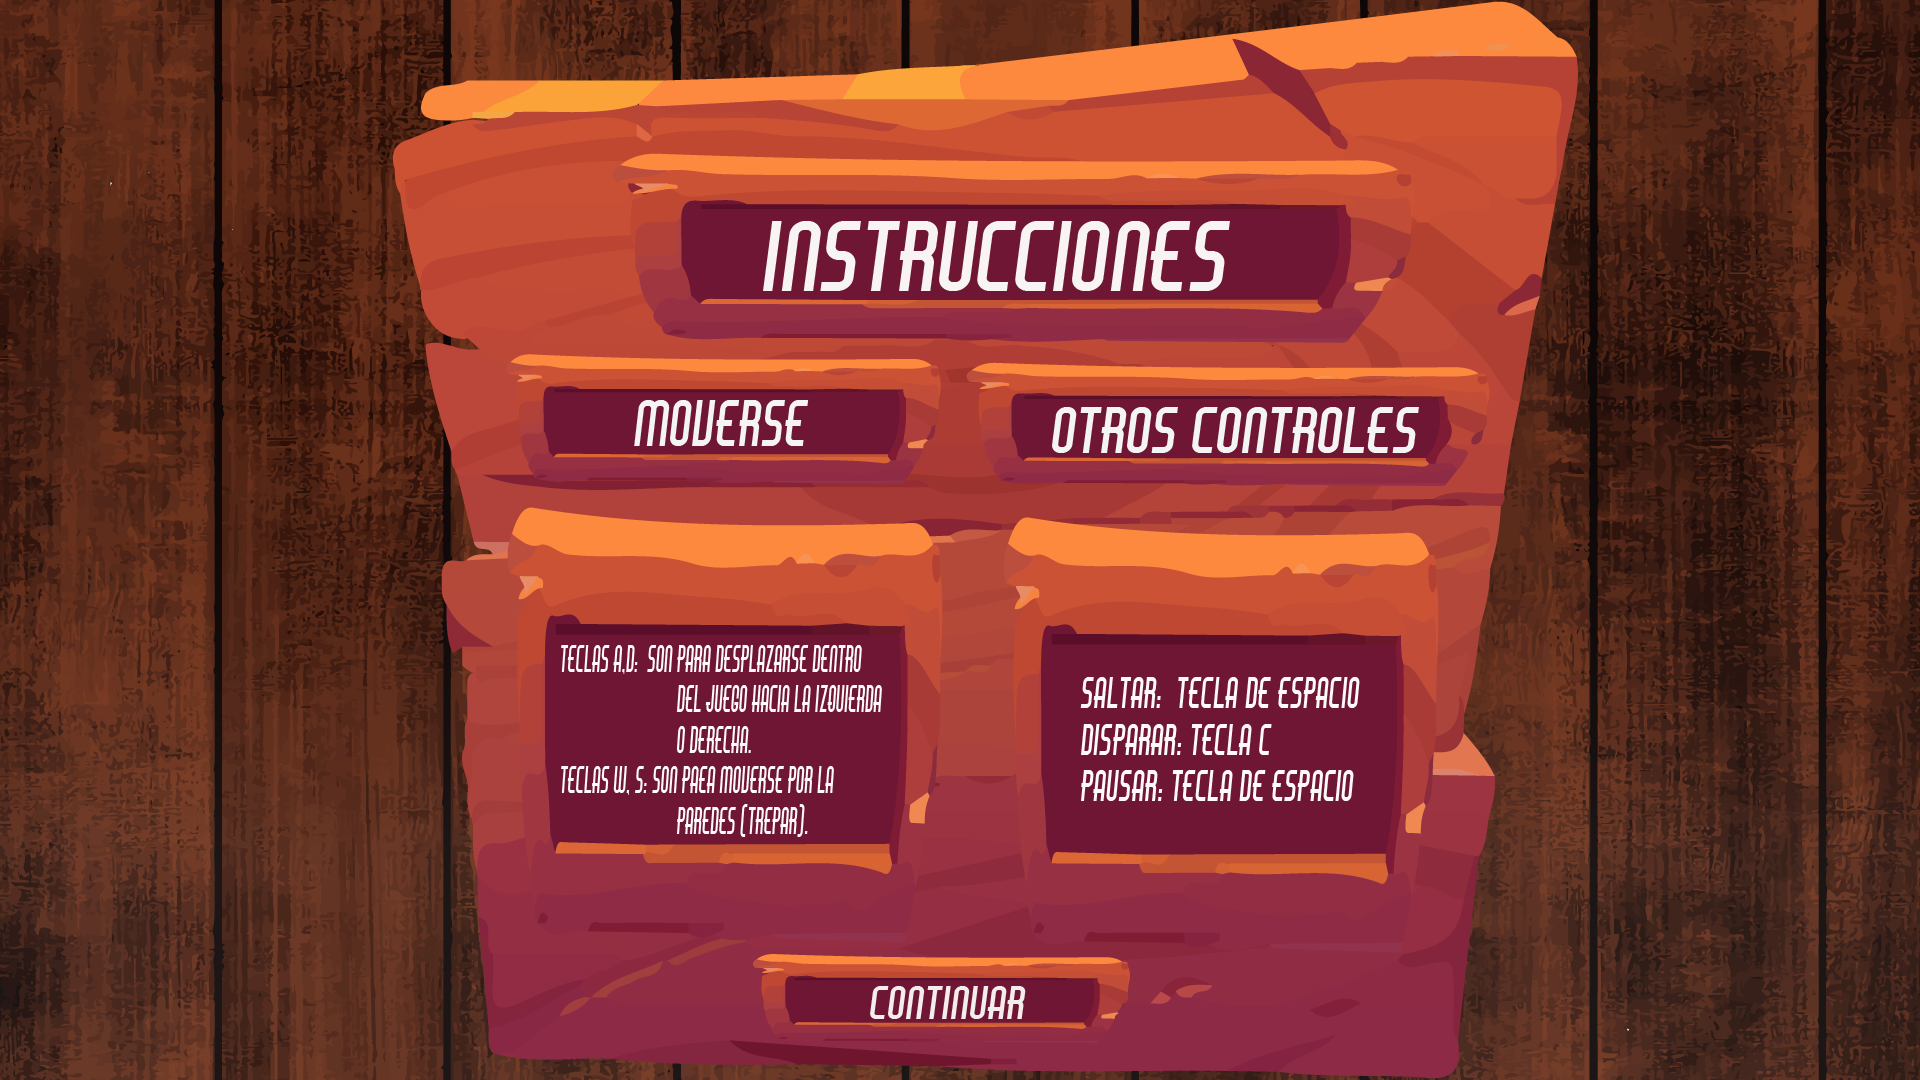 INSTRUCCIONES
MOVERSE
OTROS CONTROLES
TECLAS A,D: SON PARA DESPLAZARSE DENTRO
DEL JUEGO HACIA LA IZQUIERDA
O DERECHA.
TECLAS W, S: SON PAEA MOVERSE POR LA
PAREDES (TREPAR).
SALTAR: TECLA DE ESPACIO
DISPARAR: TECLA C
PAUSAR: TECLA DE ESPACIO
CONTINUAR